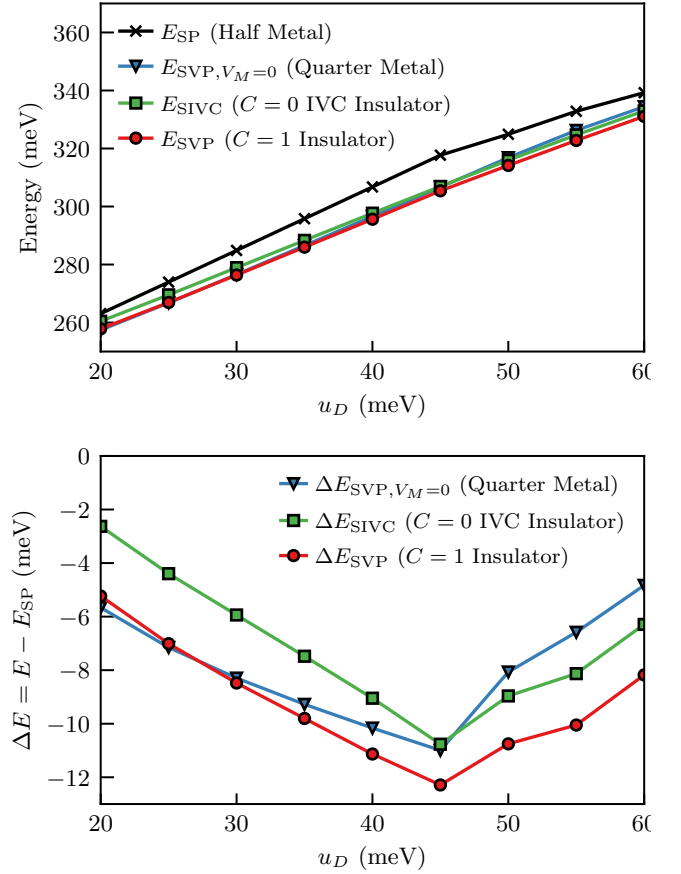 360
340
320
300
280
260
Energy (meV)
E_SP (Half Metal)
E_SVP,V_M=0 (Quarter Metal)
E_SIVC (C = 0 IVC Insulator)
E_SVP (C = 1 Insulator)
20 30 40 50 60
u_D (meV)
0
−2
−4
−6
−8
−10
−12
ΔE = E − E_SP (meV)
ΔE_SVP,V_M=0 (Quarter Metal)
ΔE_SIVC (C = 0 IVC Insulator)
ΔE_SVP (C = 1 Insulator)
20 30 40 50 60
u_D (meV)